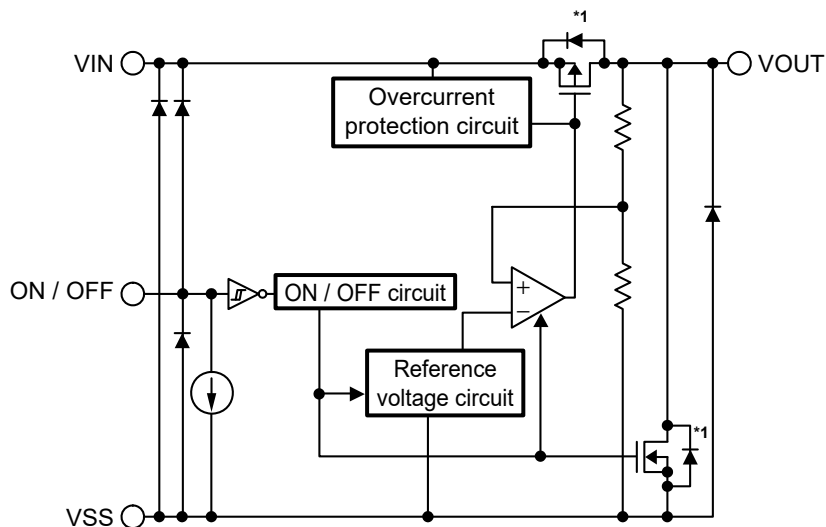 *1
VIN
VOUT
Overcurrent
protection circuit
+
−
ON / OFF
ON / OFF circuit
Reference
voltage circuit
*1
VSS